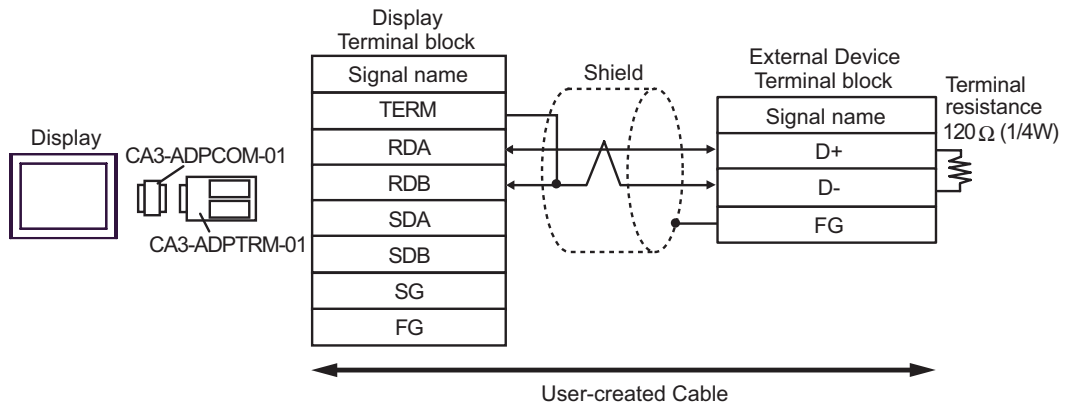 Display
CA3-ADPCOM-01
CA3-ADPTRM-01
Display
Terminal block
Signal name
TERM
RDA
RDB
SDA
SDB
SG
FG
Shield
External Device
Terminal block
Signal name
D+
D-
FG
Terminal
resistance
120Ω (1/4W)
User-created Cable